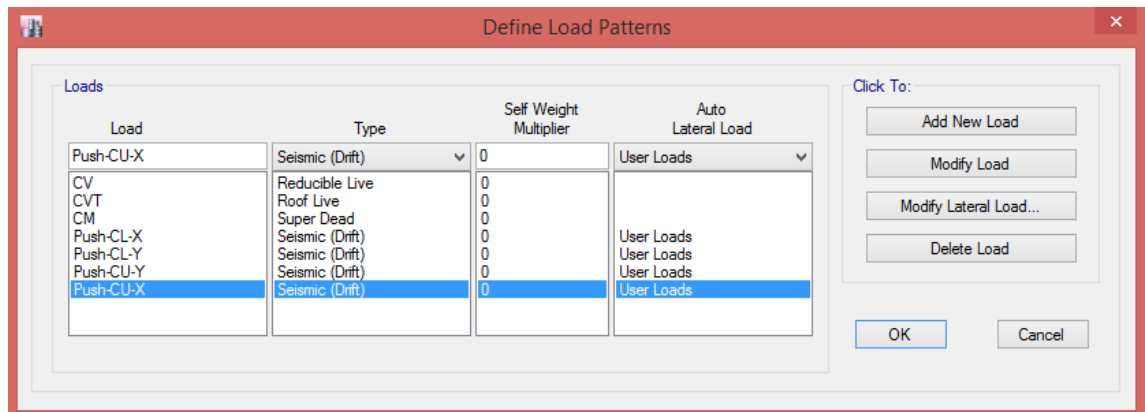 Define Load Patterns
Loads
Click To:
Load Type Self Weight Multiplier Auto Lateral Load
Push-CU-X Seismic (Drift) 0 User Loads
CV Reducible Live 0
CVT Roof Live 0
CM Super Dead 0
Push-CL-X Seismic (Drift) 0 User Loads
Push-CL-Y Seismic (Drift) 0 User Loads
Push-CU-Y Seismic (Drift) 0 User Loads
Push-CU-X Seismic (Drift) 0 User Loads
Add New Load
Modify Load
Modify Lateral Load...
Delete Load
OK Cancel